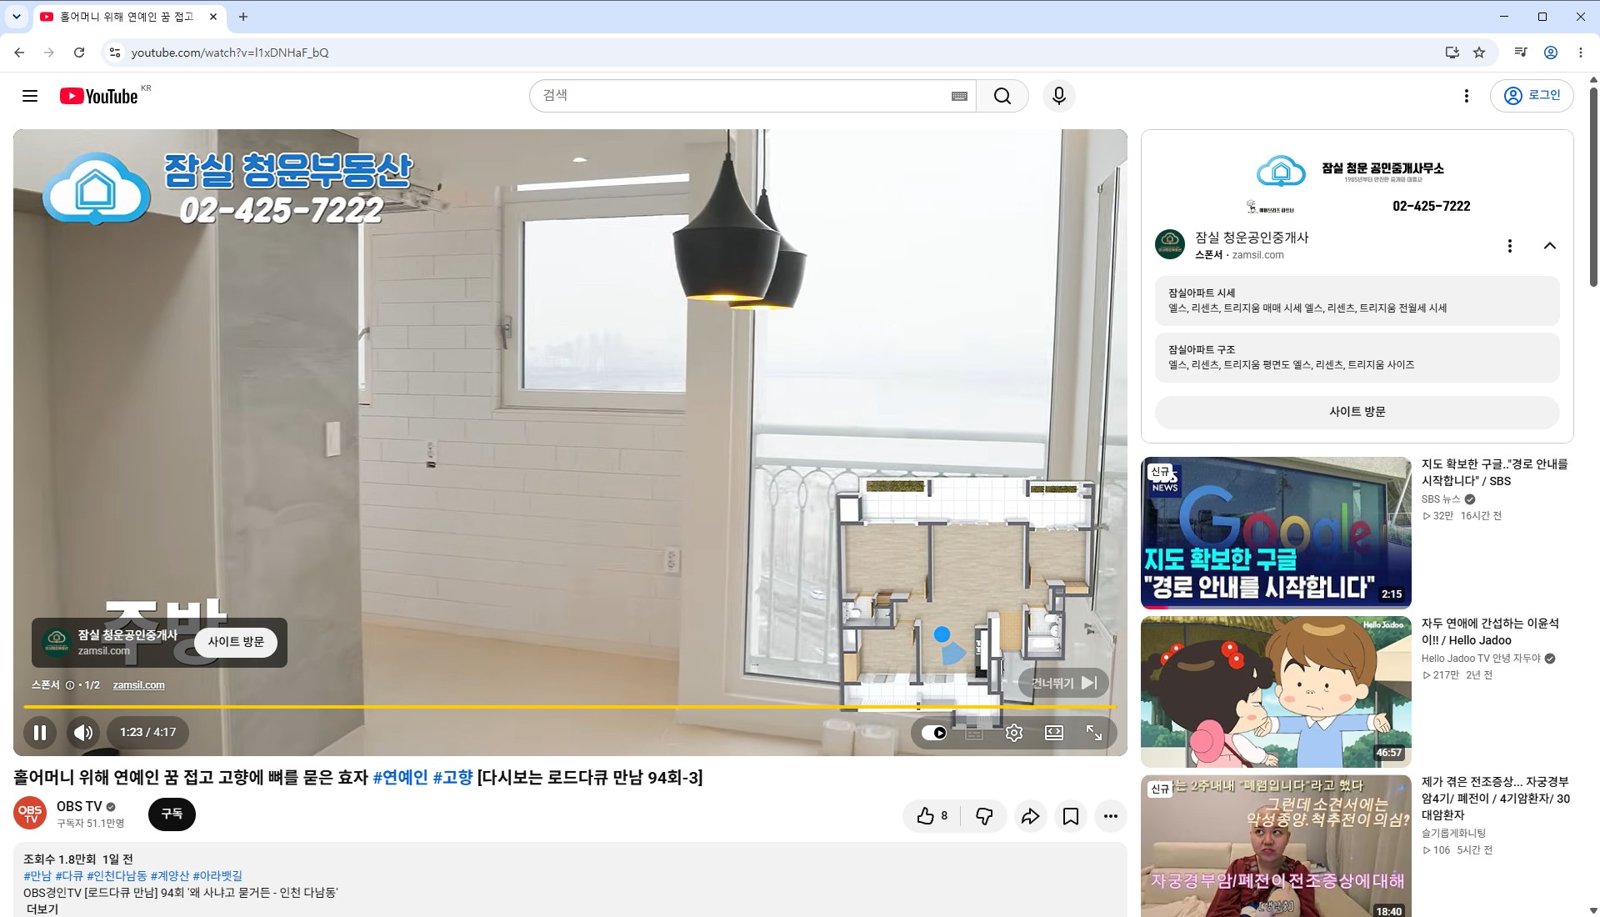 홀어머니 위해 연예인 꿈 접고
youtube.com/watch?v=l1xDNHaF_bQ
YouTube KR
검색
로그인
잠실 청운부동산
02-425-7222
주방
잠실 청운공인중개사
zamsil.com
사이트 방문
스폰서 · 1/2 zamsil.com
건너뛰기
1:23 / 4:17
홀어머니 위해 연예인 꿈 접고 고향에 뼈를 묻은 효자 #연예인 #고향 [다시보는 로드다큐 만남 94회-3]
OBS TV
OBS TV
구독자 51.1만명
구독
8
조회수 1.8만회 1일 전
#만남 #다큐 #인천다남동 #계양산 #아라뱃길
OBS경인TV [로드다큐 만남] 94회 '왜 사냐고 묻거든 - 인천 다남동'
더보기
잠실 청운 공인중개사무소
02-425-7222
잠실 청운공인중개사
스폰서 · zamsil.com
잠실아파트 시세
엘스, 리센츠, 트리지움 매매 시세 엘스, 리센츠, 트리지움 전월세 시세
잠실아파트 구조
엘스, 리센츠, 트리지움 평면도 엘스, 리센츠, 트리지움 사이즈
사이트 방문
신규
SBS NEWS
Google
지도 확보한 구글
"경로 안내를 시작합니다"
2:15
지도 확보한 구글.."경로 안내를
시작합니다" / SBS
SBS 뉴스
32만 16시간 전
Hello Jadoo
46:57
자두 연애에 간섭하는 이윤석
이!! / Hello Jadoo
Hello Jadoo TV 안녕 자두야
217만 2년 전
신규
는 2주내내 "폐렴입니다"라고 했다
그런데 소견서에는
악성종양.척추전이 의심?
자궁경부암/폐전이 전조증상에 대해
18:40
제가 겪은 전조증상... 자궁경부
암4기/ 폐전이 / 4기암환자/ 30
대암환자
슬기롭게화니팅
106 5시간 전